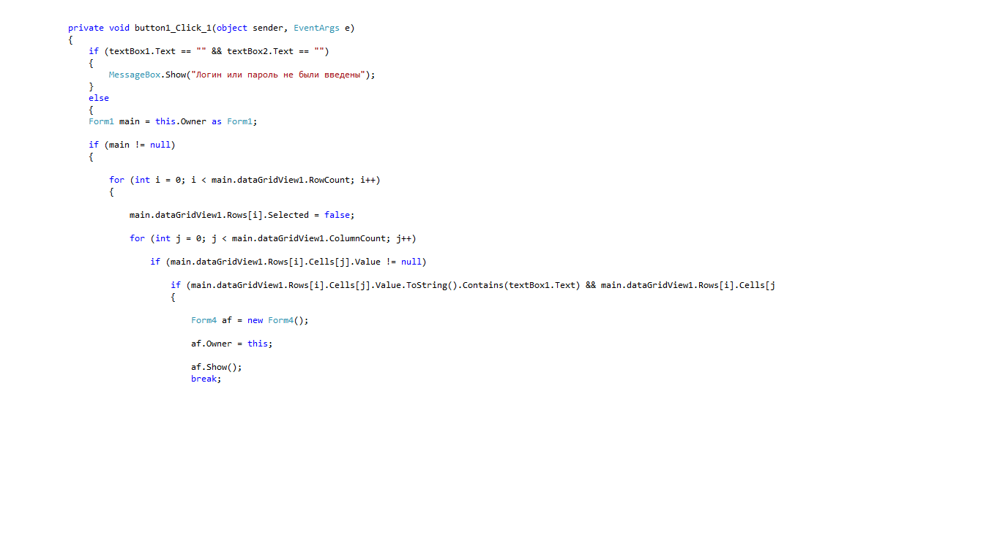 private void button1_Click_1(object sender, EventArgs e)
{
if (textBox1.Text == "" && textBox2.Text == "")
{
MessageBox.Show("Логин или пароль не были введены");
}
else
{
Form1 main = this.Owner as Form1;
if (main != null)
{
for (int i = 0; i < main.dataGridView1.RowCount; i++)
{
main.dataGridView1.Rows[i].Selected = false;
for (int j = 0; j < main.dataGridView1.ColumnCount; j++)
if (main.dataGridView1.Rows[i].Cells[j].Value != null)
if (main.dataGridView1.Rows[i].Cells[j].Value.ToString().Contains(textBox1.Text) && main.dataGridView1.Rows[i].Cells[j
{
Form4 af = new Form4();
af.Owner = this;
af.Show();
break;